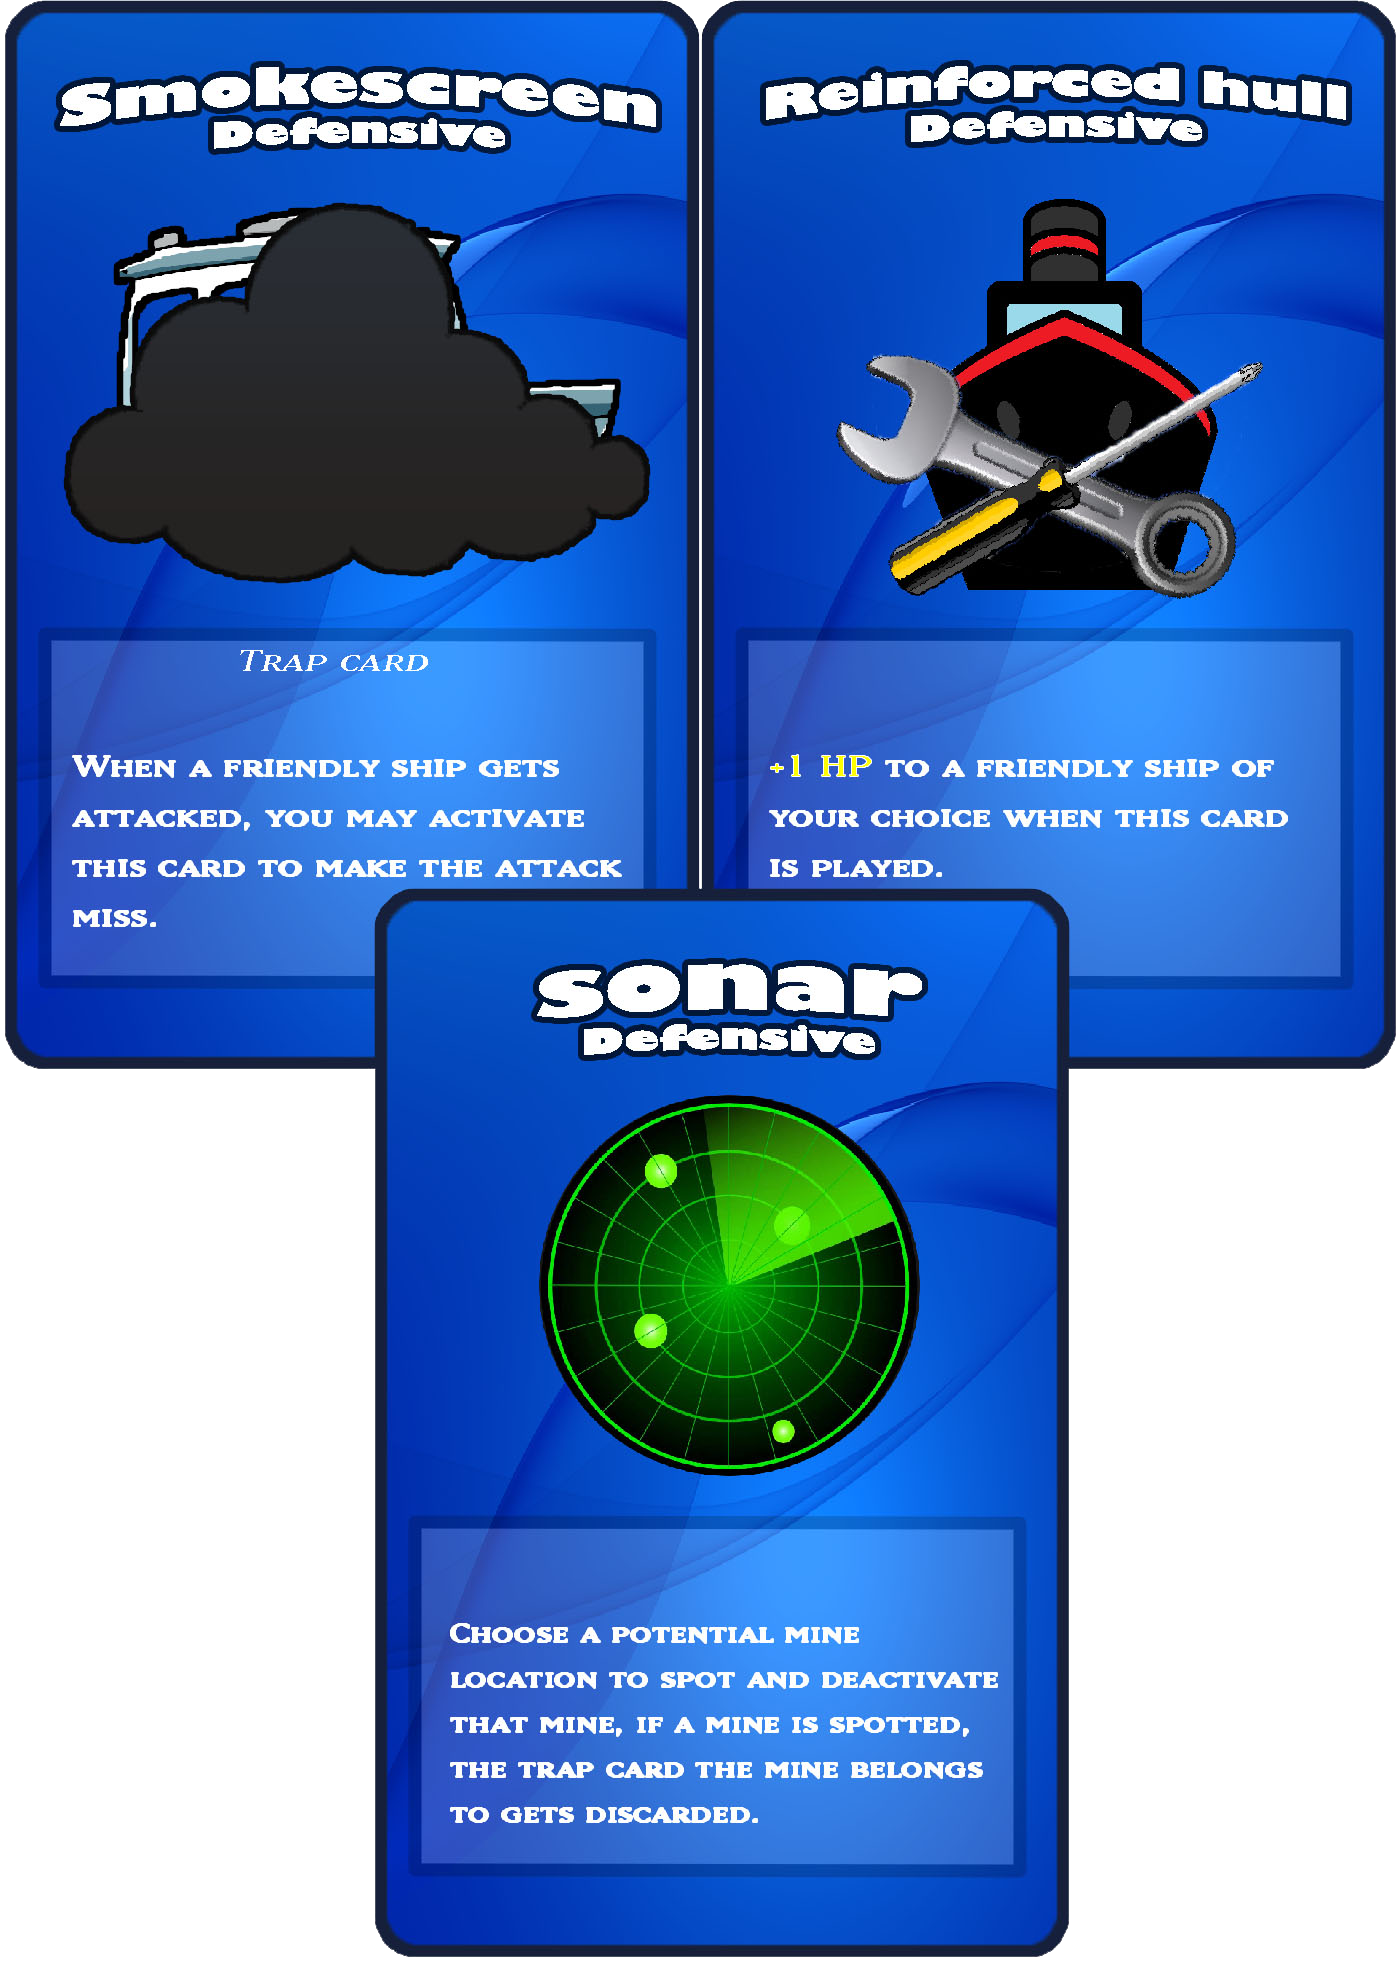 Smokescreen
Defensive
TRAP CARD
WHEN A FRIENDLY SHIP GETS
ATTACKED, YOU MAY ACTIVATE
THIS CARD TO MAKE THE ATTACK
MISS.
Reinforced hull
Defensive
+1 HP TO A FRIENDLY SHIP OF
YOUR CHOICE WHEN THIS CARD
IS PLAYED.
sonar
Defensive
CHOOSE A POTENTIAL MINE
LOCATION TO SPOT AND DEACTIVATE
THAT MINE, IF A MINE IS SPOTTED,
THE TRAP CARD THE MINE BELONGS
TO GETS DISCARDED.